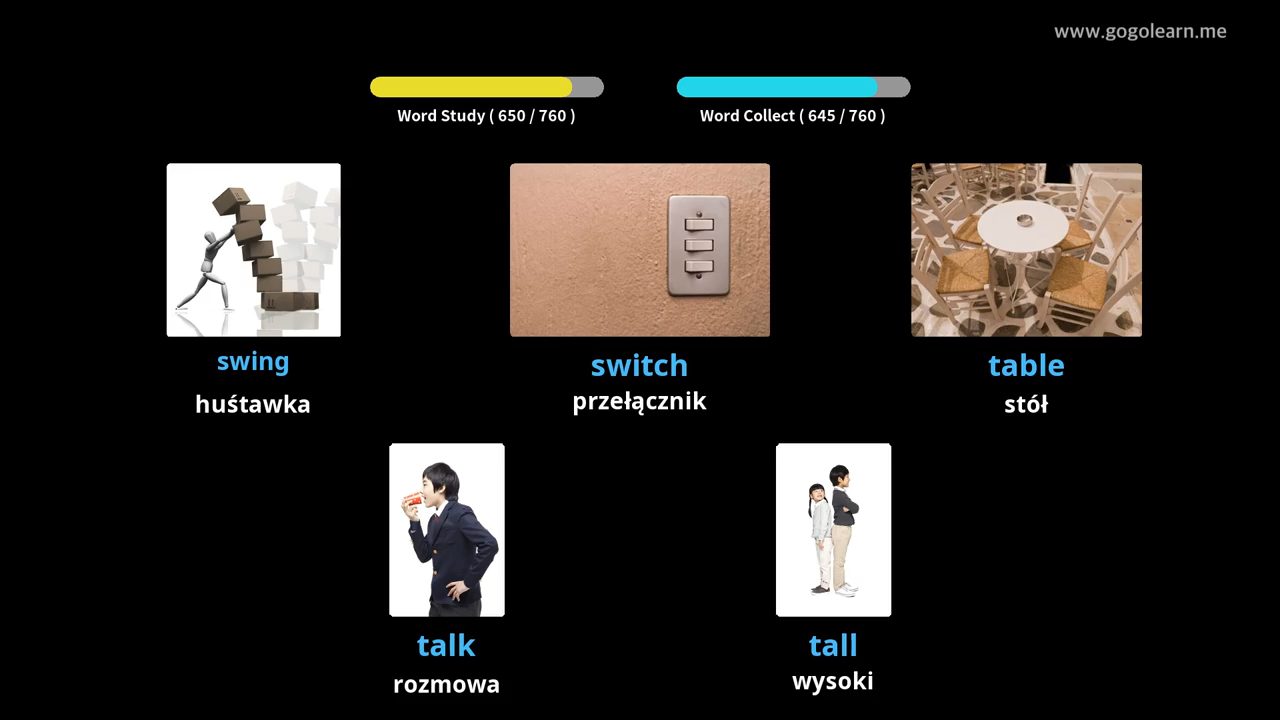 www.gogolearn.me
Word Study ( 650 / 760 )
Word Collect ( 645 / 760 )
swing
huśtawka
switch
przełącznik
table
stół
talk
rozmowa
tall
wysoki